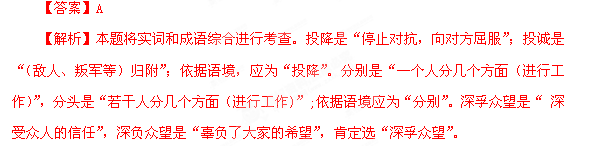 【答案】A
【解析】本题将实词和成语综合进行考查。投降是“停止对抗，向对方屈服”；投诚是
“（敌人、叛军等）归附”；依据语境，应为“投降”。分别是“一个人分几个方面（进行工
作）”，分头是“若干人分几个方面（进行工作）”；依据语境应为“分别”。深孚众望是“ 深
受众人的信任”，深负众望是“辜负了大家的希望”，肯定选“深孚众望”。